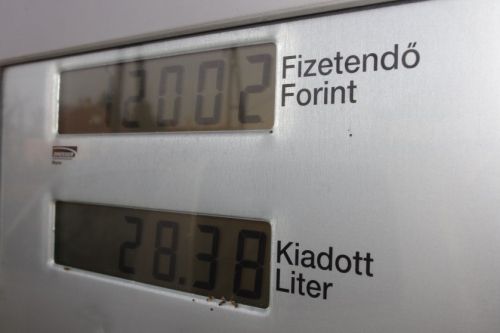 12002 Fizetendő
Forint
28.38 Kiadott
Liter